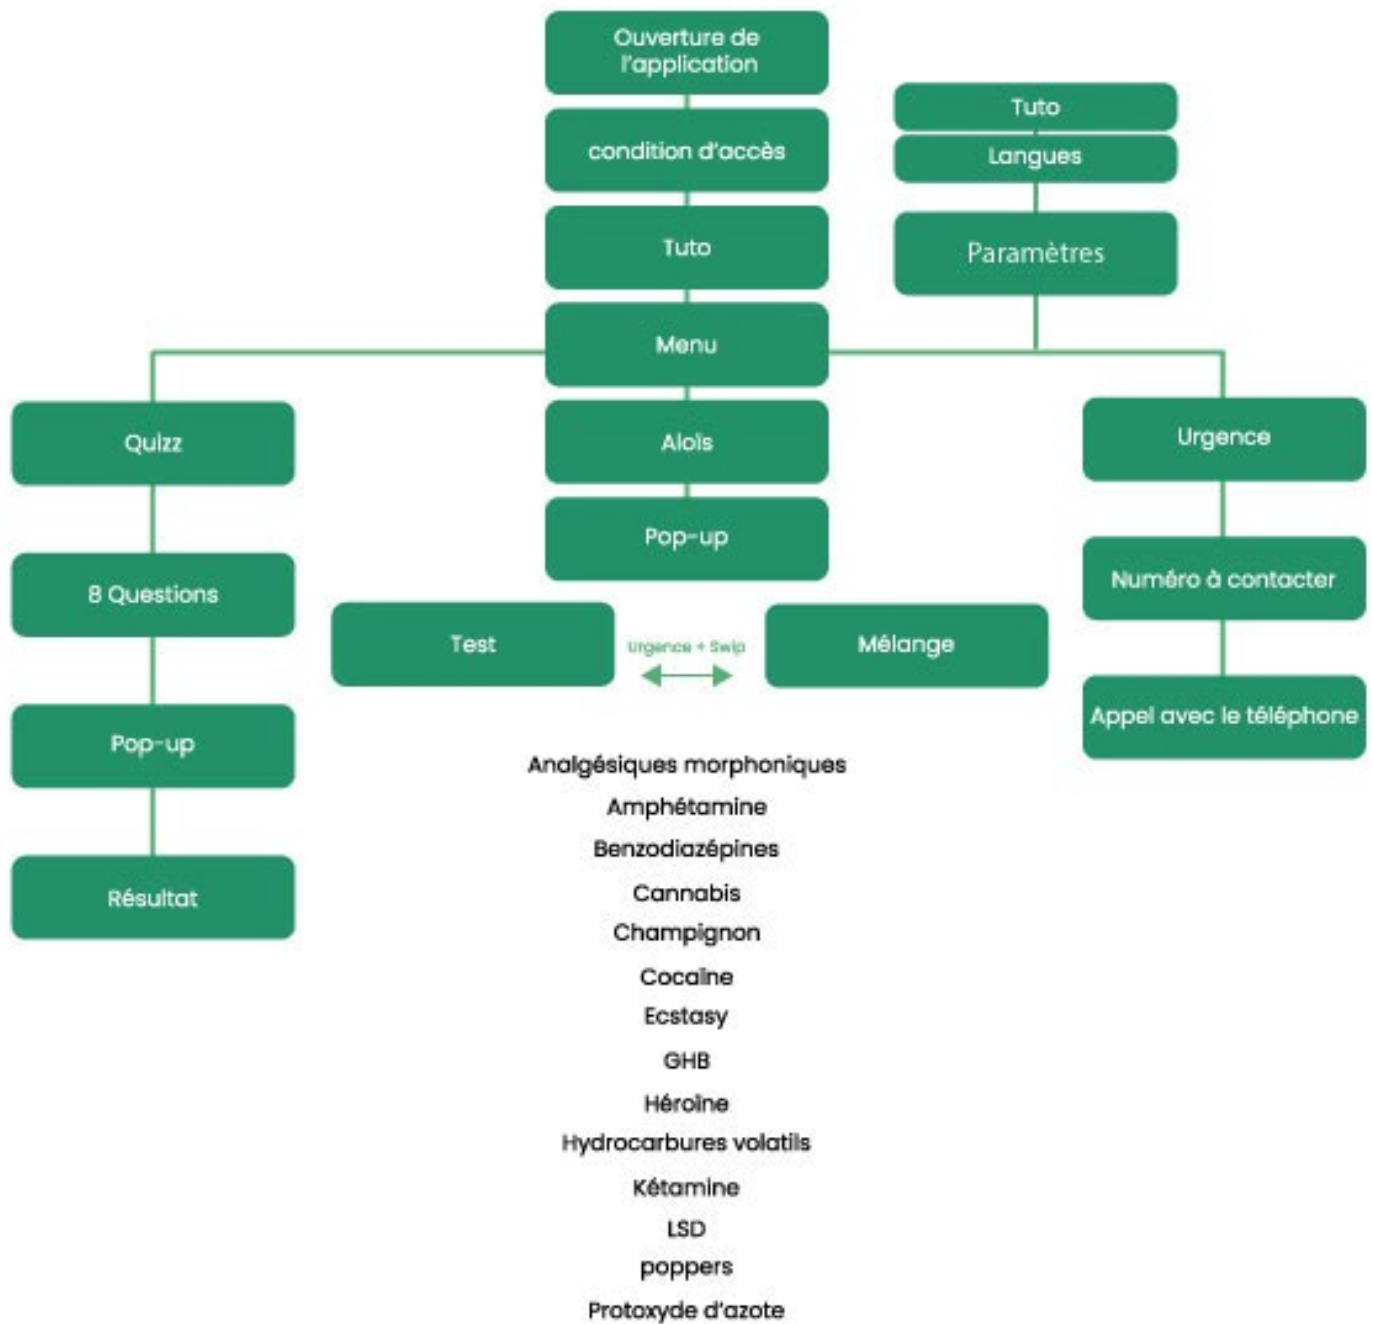 Ouverture de
l'application
condition d'accès
Tuto
Menu
Aloïs
Pop-up
Tuto
Langues
Paramètres
Quizz
8 Questions
Pop-up
Résultat
Urgence
Numéro à contacter
Appel avec le téléphone
Test
Urgence + Swip
Mélange
Analgésiques morphoniques
Amphétamine
Benzodiazépines
Cannabis
Champignon
Cocaïne
Ecstasy
GHB
Héroïne
Hydrocarbures volatils
Kétamine
LSD
poppers
Protoxyde d'azote